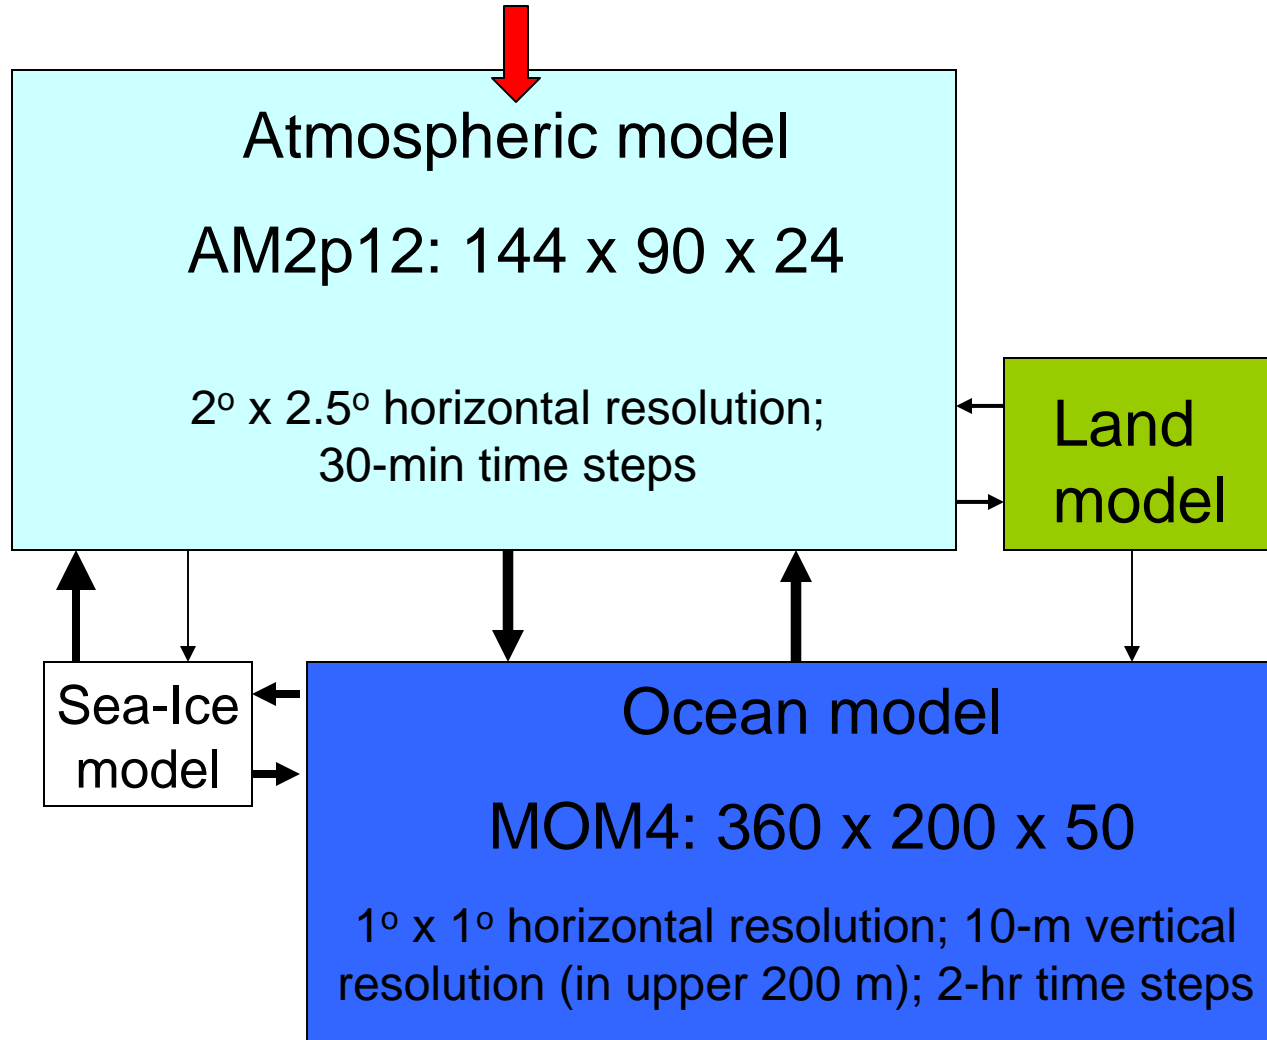 Atmospheric model
AM2p12: 144 x 90 x 24
2º x 2.5º horizontal resolution;
30-min time steps
Land
model
Sea-Ice
model
Ocean model
MOM4: 360 x 200 x 50
1º x 1º horizontal resolution; 10-m vertical
resolution (in upper 200 m); 2-hr time steps